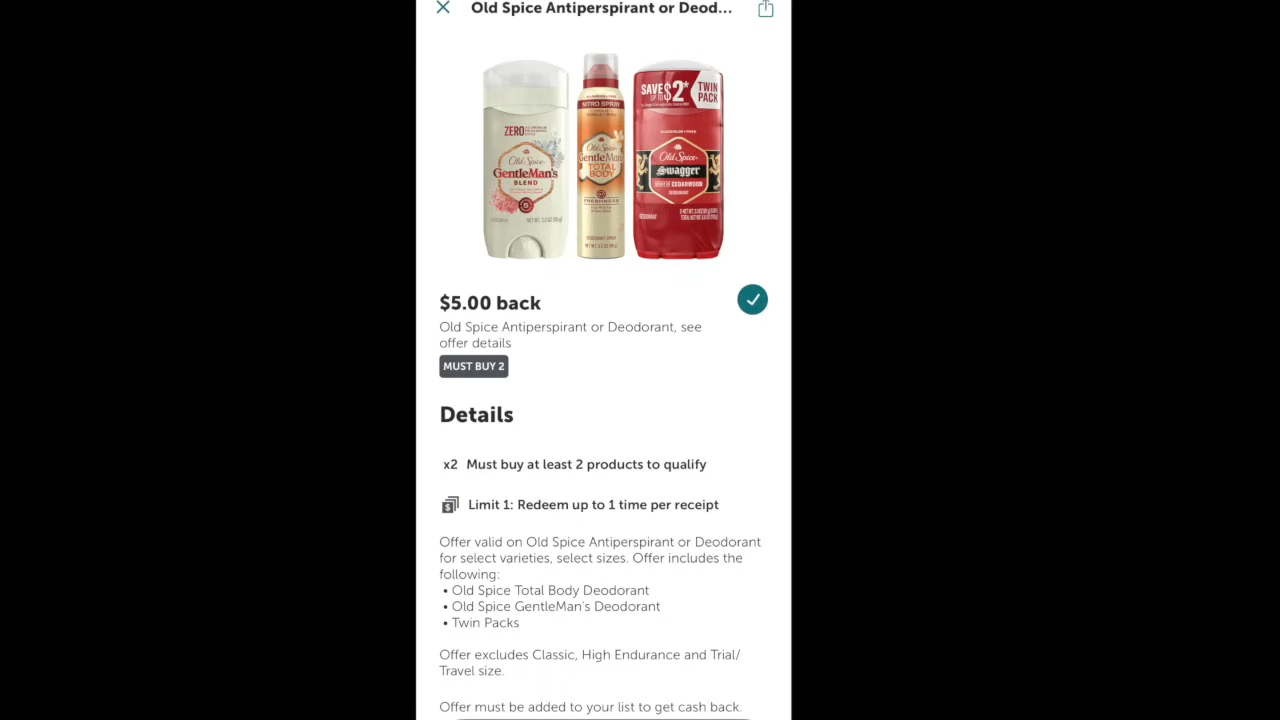 Old Spice Antiperspirant or Deod...
SAVE UP TO $2*
TWIN PACK
NITRO SPRAY
ZERO
Old Spice
GentleMan's
BLEND
Old Spice
GentleMan's
TOTAL BODY
FRESHNESS
Old Spice
Swagger
CEDARWOOD
DEODORANT
$5.00 back
Old Spice Antiperspirant or Deodorant, see
offer details
MUST BUY 2
Details
x2 Must buy at least 2 products to qualify
Limit 1: Redeem up to 1 time per receipt
Offer valid on Old Spice Antiperspirant or Deodorant
for select varieties, select sizes. Offer includes the
following:
• Old Spice Total Body Deodorant
• Old Spice GentleMan's Deodorant
• Twin Packs
Offer excludes Classic, High Endurance and Trial/
Travel size.
Offer must be added to your list to get cash back.